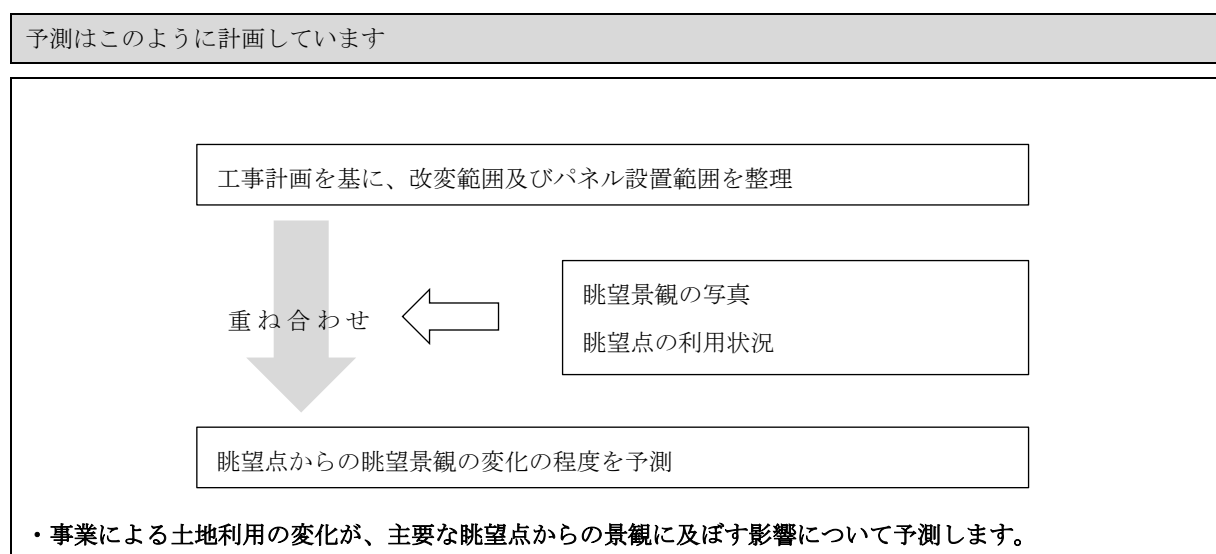 予測はこのように計画しています
工事計画を基に、改変範囲及びパネル設置範囲を整理
重ね合わせ
眺望景観の写真
眺望点の利用状況
眺望点からの眺望景観の変化の程度を予測
・事業による土地利用の変化が、主要な眺望点からの景観に及ぼす影響について予測します。